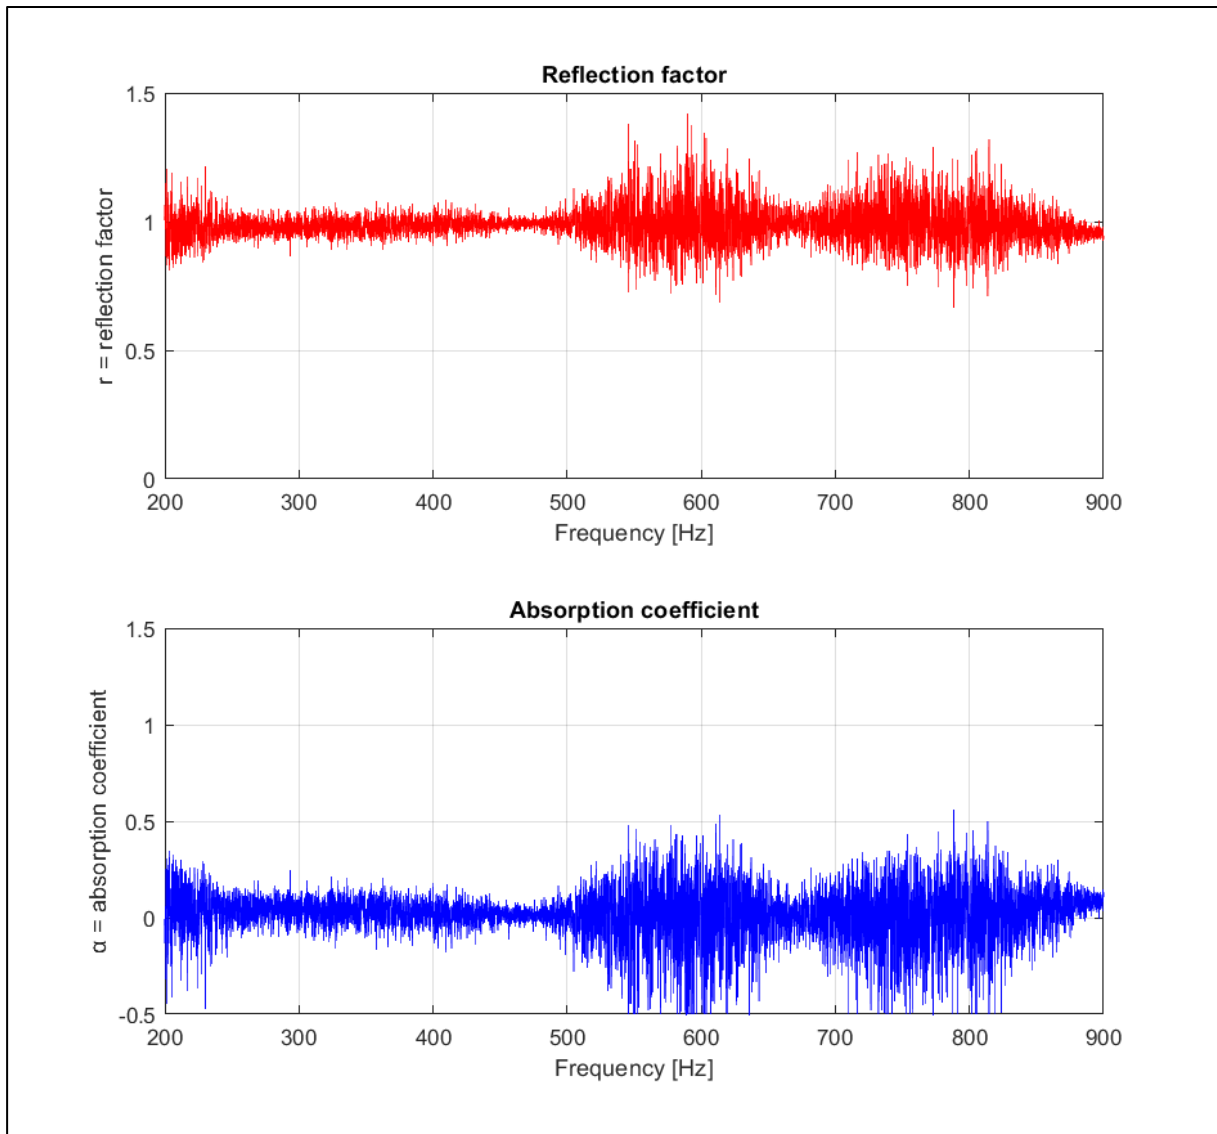 Reflection factor
1.5
1
0.5
0
r = reflection factor
200 300 400 500 600 700 800 900
Frequency [Hz]
Absorption coefficient
1.5
1
0.5
0
-0.5
α = absorption coefficient
200 300 400 500 600 700 800 900
Frequency [Hz]